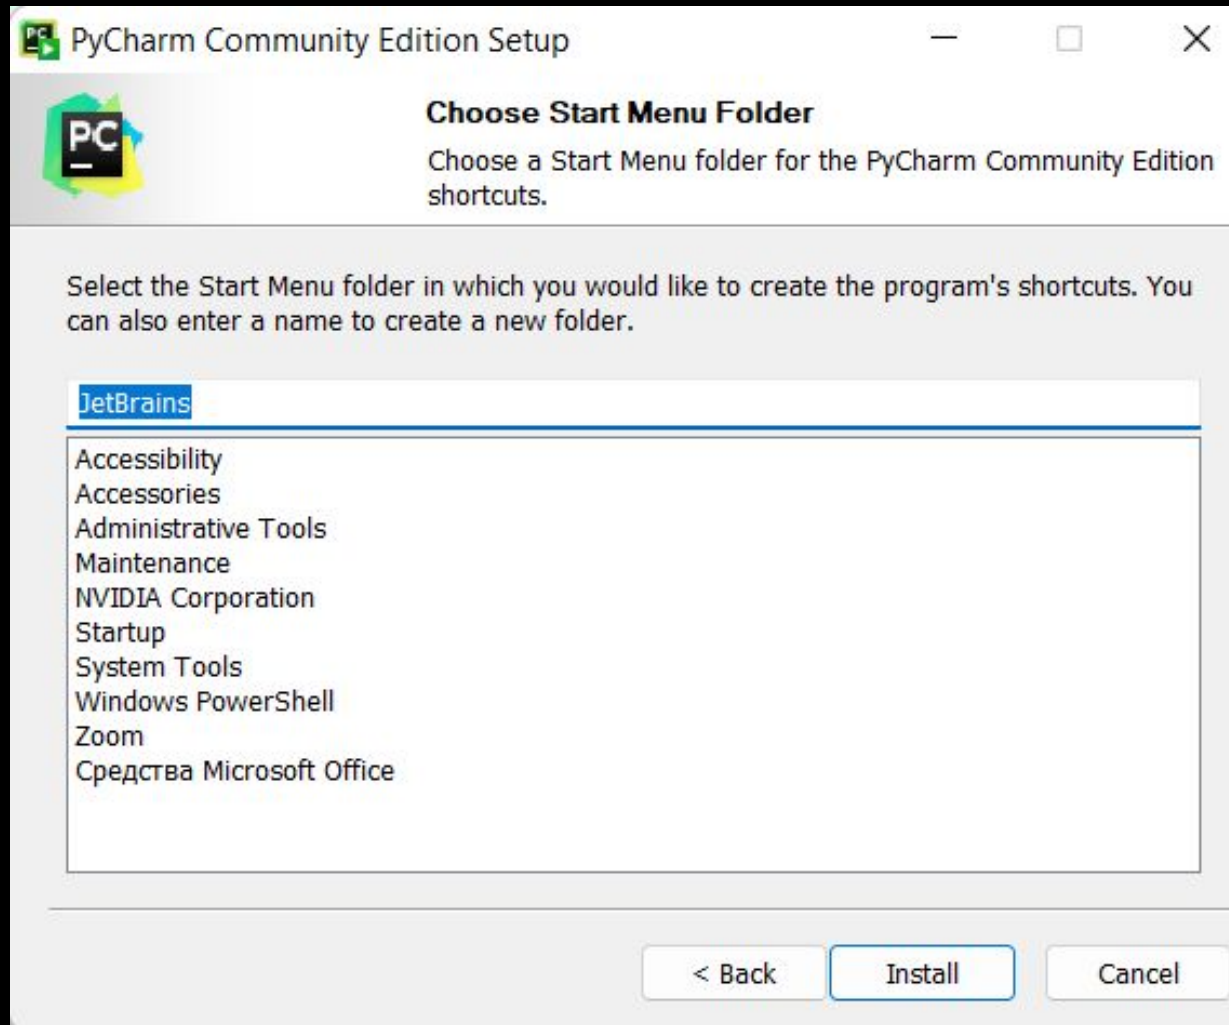 PyCharm Community Edition Setup
PC
Choose Start Menu Folder
Choose a Start Menu folder for the PyCharm Community Edition
shortcuts.
Select the Start Menu folder in which you would like to create the program's shortcuts. You
can also enter a name to create a new folder.
JetBrains
Accessibility
Accessories
Administrative Tools
Maintenance
NVIDIA Corporation
Startup
System Tools
Windows PowerShell
Zoom
Средства Microsoft Office
< Back
Install
Cancel